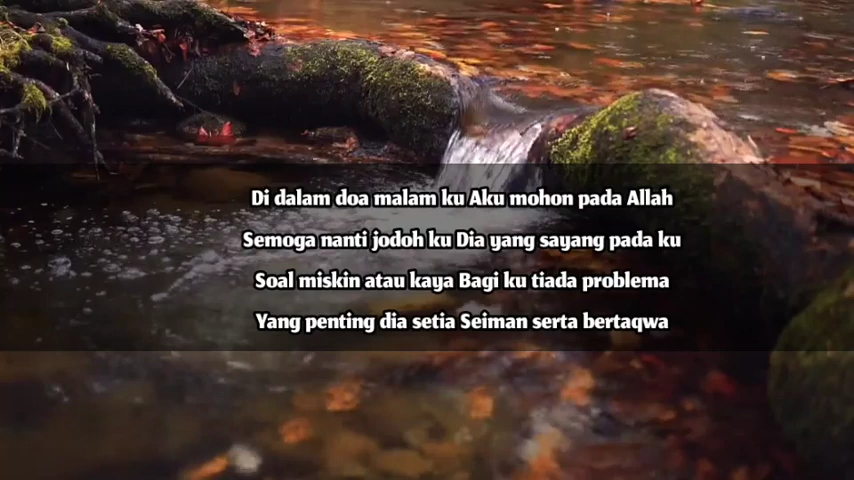 Di dalam doa malam ku Aku mohon pada Allah
Semoga nanti jodoh ku Dia yang sayang pada ku
Soal miskin atau kaya Bagi ku tiada problema
Yang penting dia setia Seiman serta bertaqwa